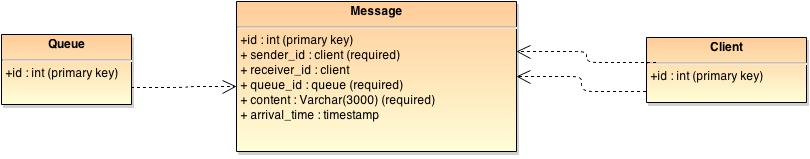 Queue
+id : int (primary key)
Message
+id : int (primary key)
+ sender_id : client (required)
+ receiver_id : client
+ queue_id : queue (required)
+ content : Varchar(3000) (required)
+ arrival_time : timestamp
Client
+id : int (primary key)